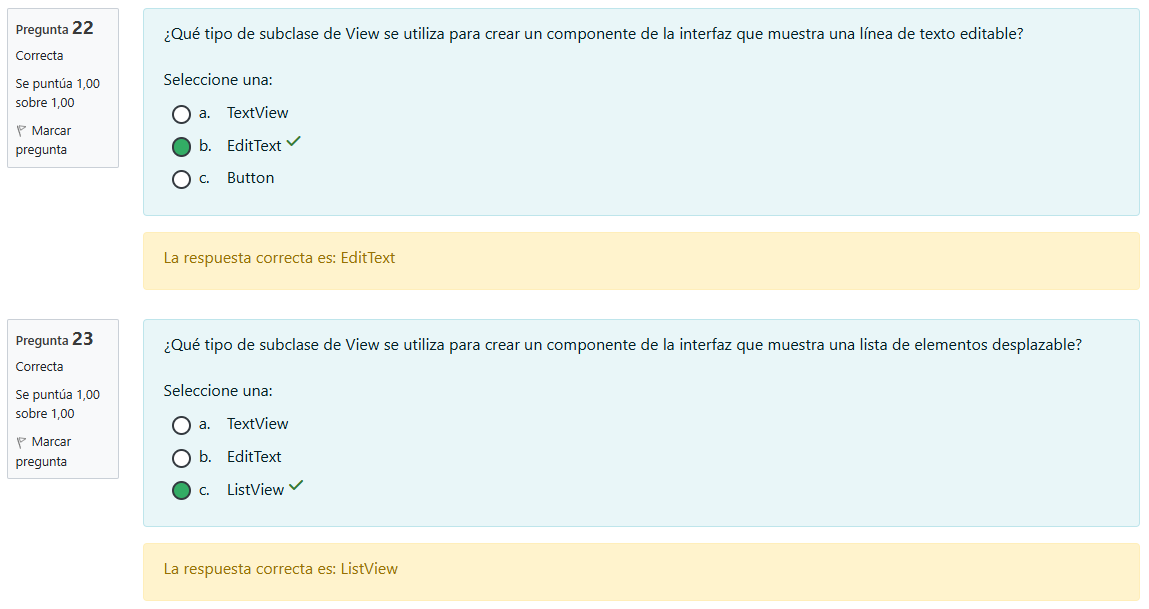 Pregunta 22
Correcta
Se puntúa 1,00
sobre 1,00
Marcar
pregunta
¿Qué tipo de subclase de View se utiliza para crear un componente de la interfaz que muestra una línea de texto editable?
Seleccione una:
a. TextView
b. EditText
c. Button
La respuesta correcta es: EditText
Pregunta 23
Correcta
Se puntúa 1,00
sobre 1,00
Marcar
pregunta
¿Qué tipo de subclase de View se utiliza para crear un componente de la interfaz que muestra una lista de elementos desplazable?
Seleccione una:
a. TextView
b. EditText
c. ListView
La respuesta correcta es: ListView